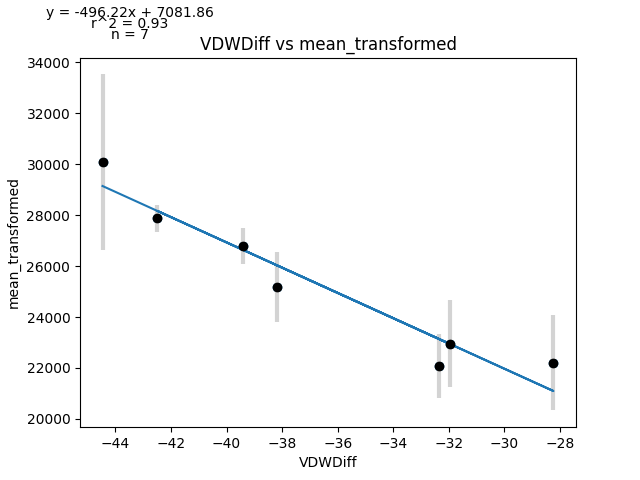 y = -496.22x + 7081.86
r^2 = 0.93
n = 7
VDWDiff vs mean_transformed
34000
32000
30000
28000
26000
24000
22000
20000
mean_transformed
−44 −42 −40 −38 −36 −34 −32 −30 −28
VDWDiff